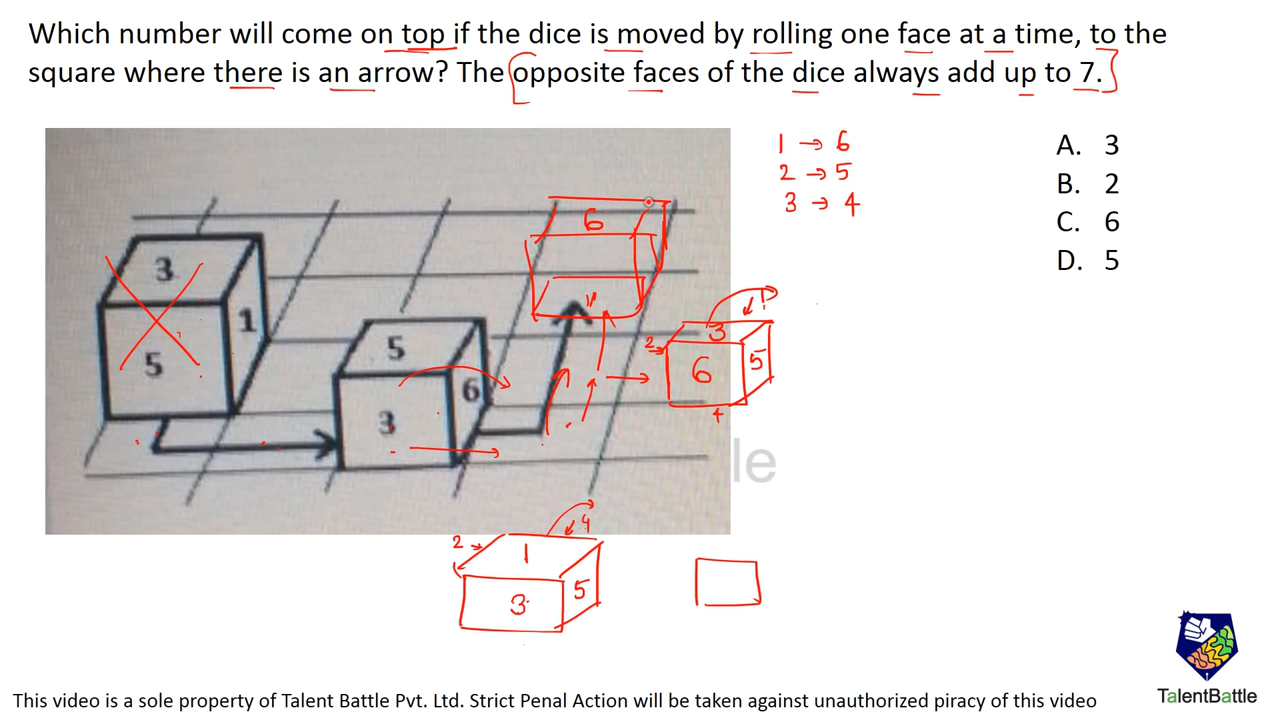 Which number will come on top if the dice is moved by rolling one face at a time, to the
square where there is an arrow? The opposite faces of the dice always add up to 7.
1 → 6
2 → 5
3 → 4
A. 3
B. 2
C. 6
D. 5
3
5
1
5
3
6
6
1
3
2
6
5
4
le
2
4
1
3
5
TalentBattle
This video is a sole property of Talent Battle Pvt. Ltd. Strict Penal Action will be taken against unauthorized piracy of this video